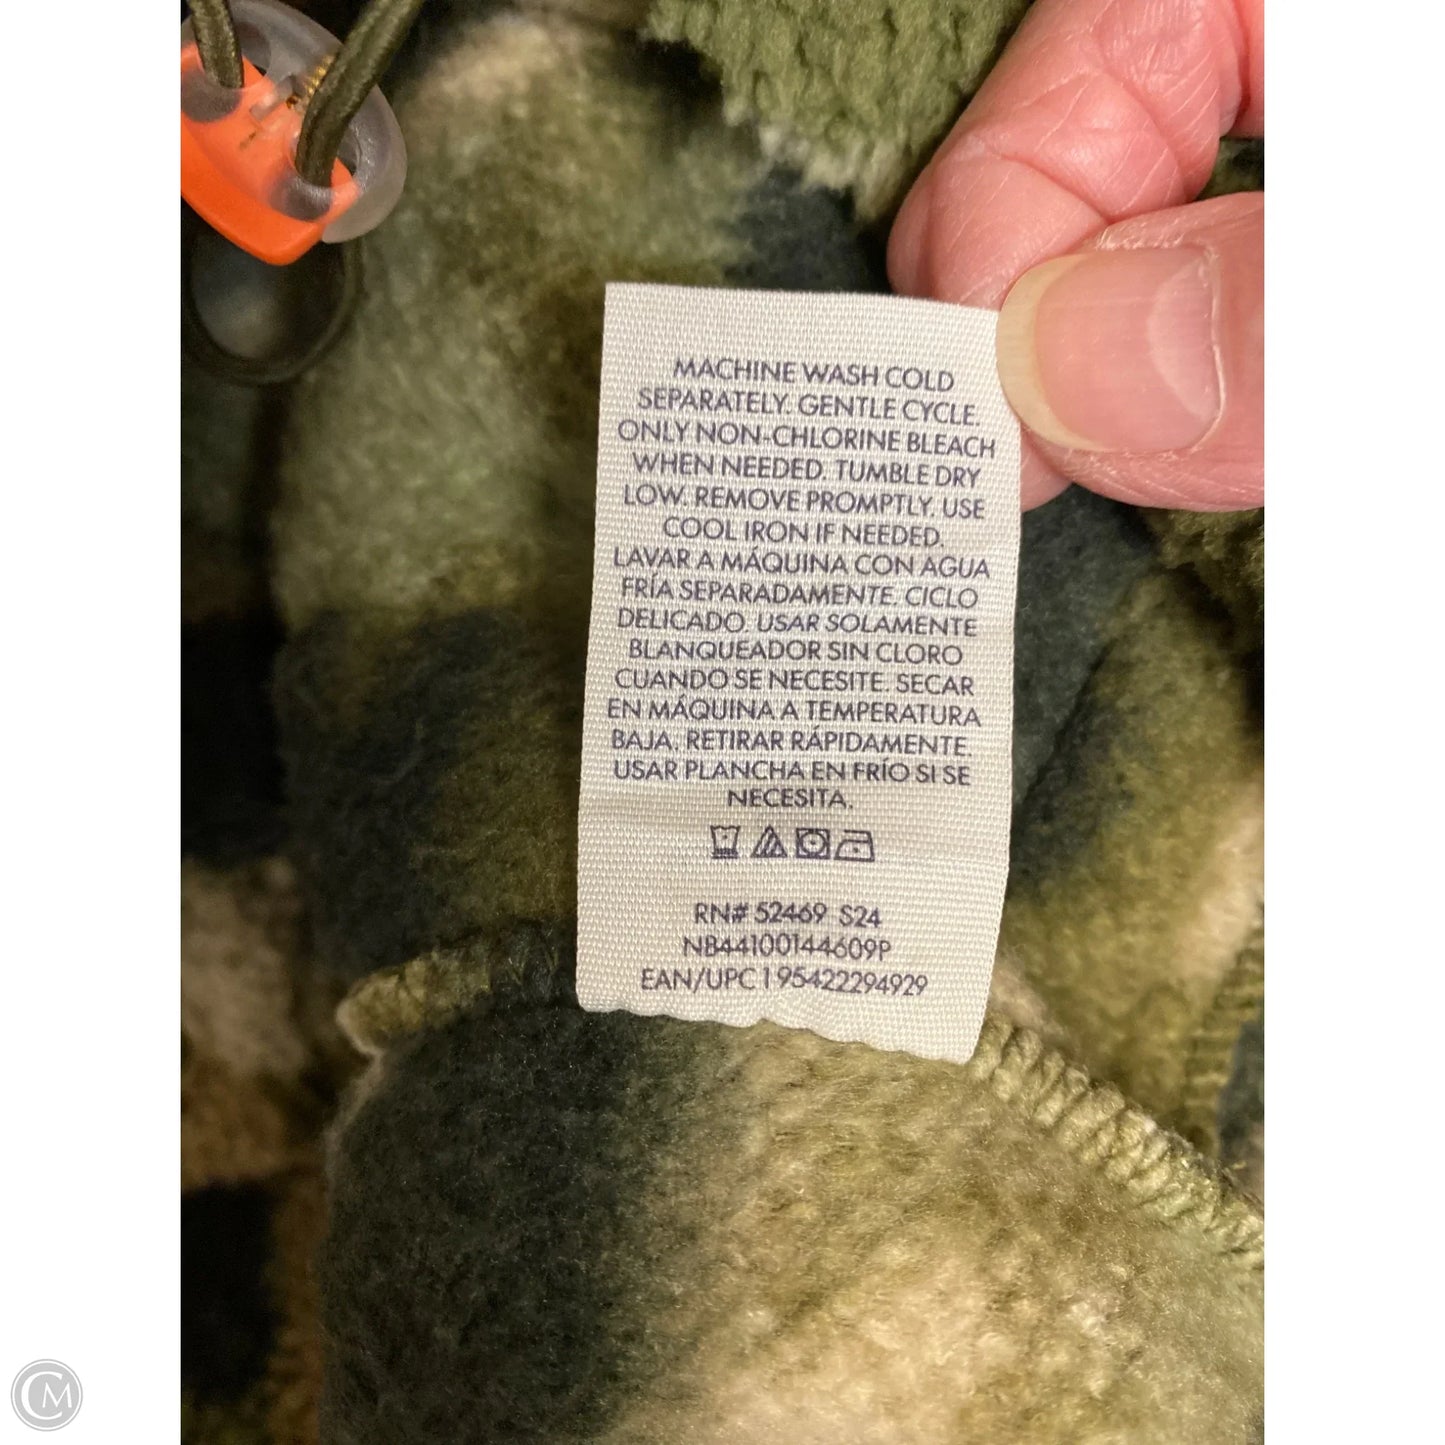 MACHINE WASH COLD
SEPARATELY. GENTLE CYCLE.
ONLY NON-CHLORINE BLEACH
WHEN NEEDED. TUMBLE DRY
LOW. REMOVE PROMPTLY. USE
COOL IRON IF NEEDED.
LAVAR A MÁQUINA CON AGUA
FRÍA SEPARADAMENTE. CICLO
DELICADO. USAR SOLAMENTE
BLANQUEADOR SIN CLORO
CUANDO SE NECESITE. SECAR
EN MÁQUINA A TEMPERATURA
BAJA. RETIRAR RÁPIDAMENTE.
USAR PLANCHA EN FRÍO SI SE
NECESITA.
RN# 52469 S24
NB44100144609P
EAN/UPC 195422294929
CM